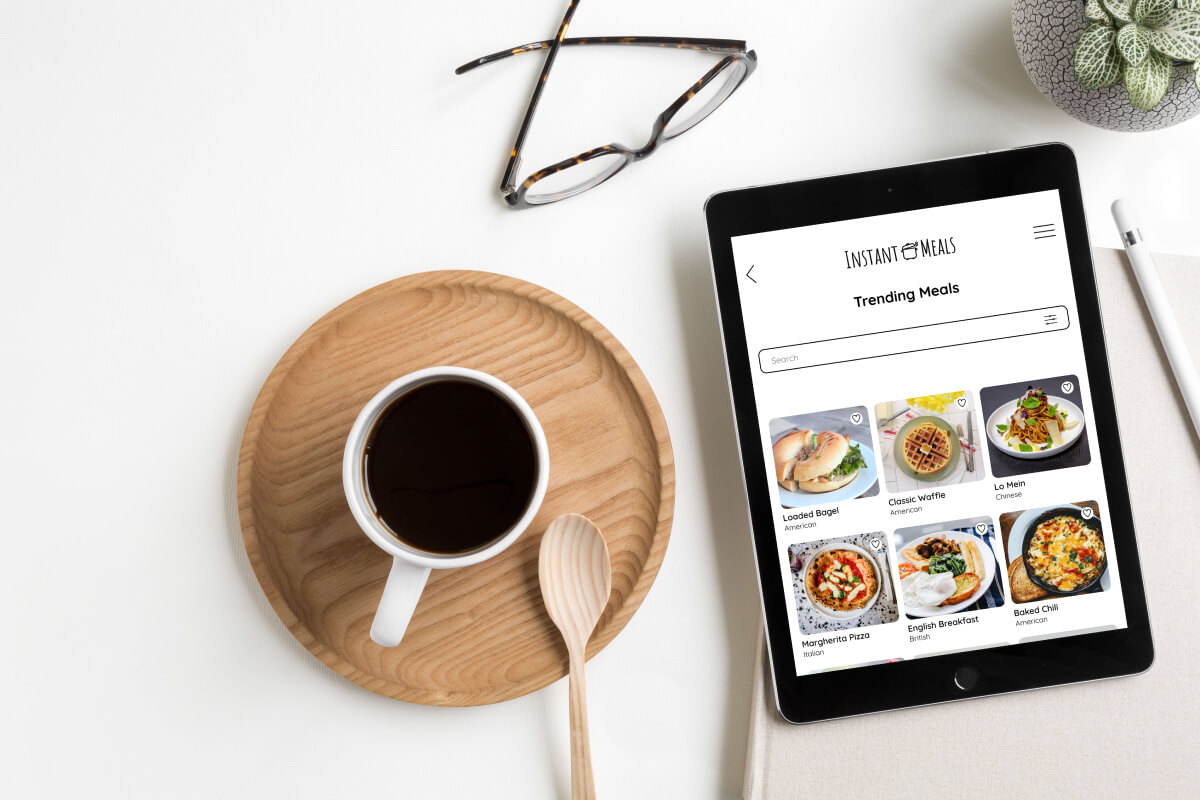 Instant Meals
Trending Meals
Search
Loaded Bagel
American
Classic Waffle
American
Lo Mein
Chinese
Margherita Pizza
Italian
English Breakfast
British
Baked Chili
American